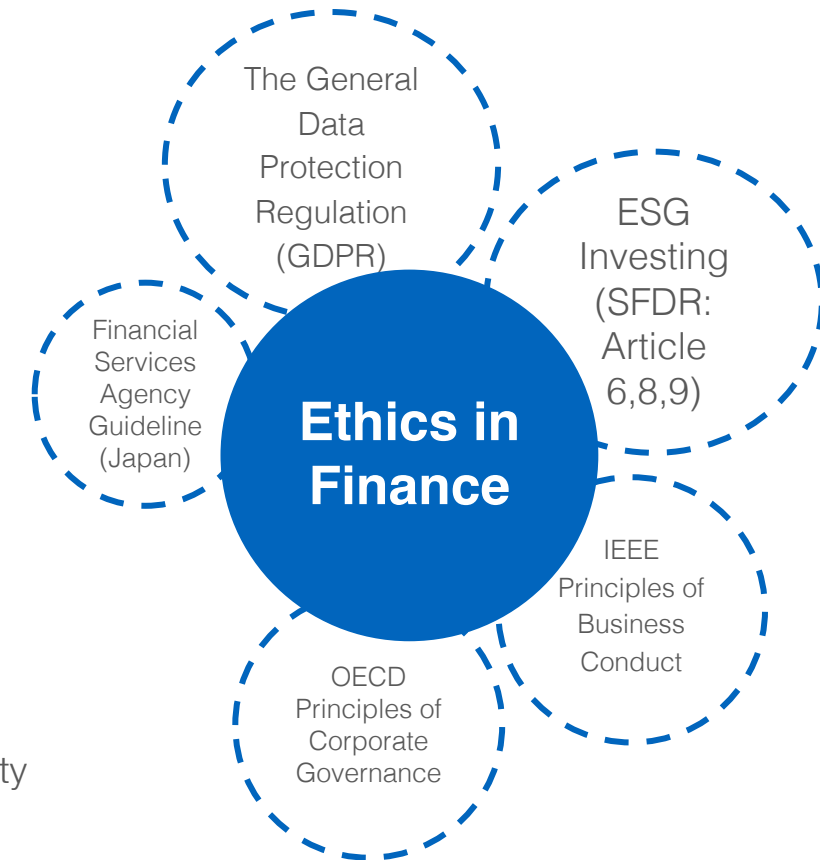 The General
Data
Protection
Regulation
(GDPR)
ESG
Investing
(SFDR:
Article
6,8,9)
Financial
Services
Agency
Guideline
(Japan)
Ethics in
Finance
IEEE
Principles of
Business
Conduct
OECD
Principles of
Corporate
Governance
ty